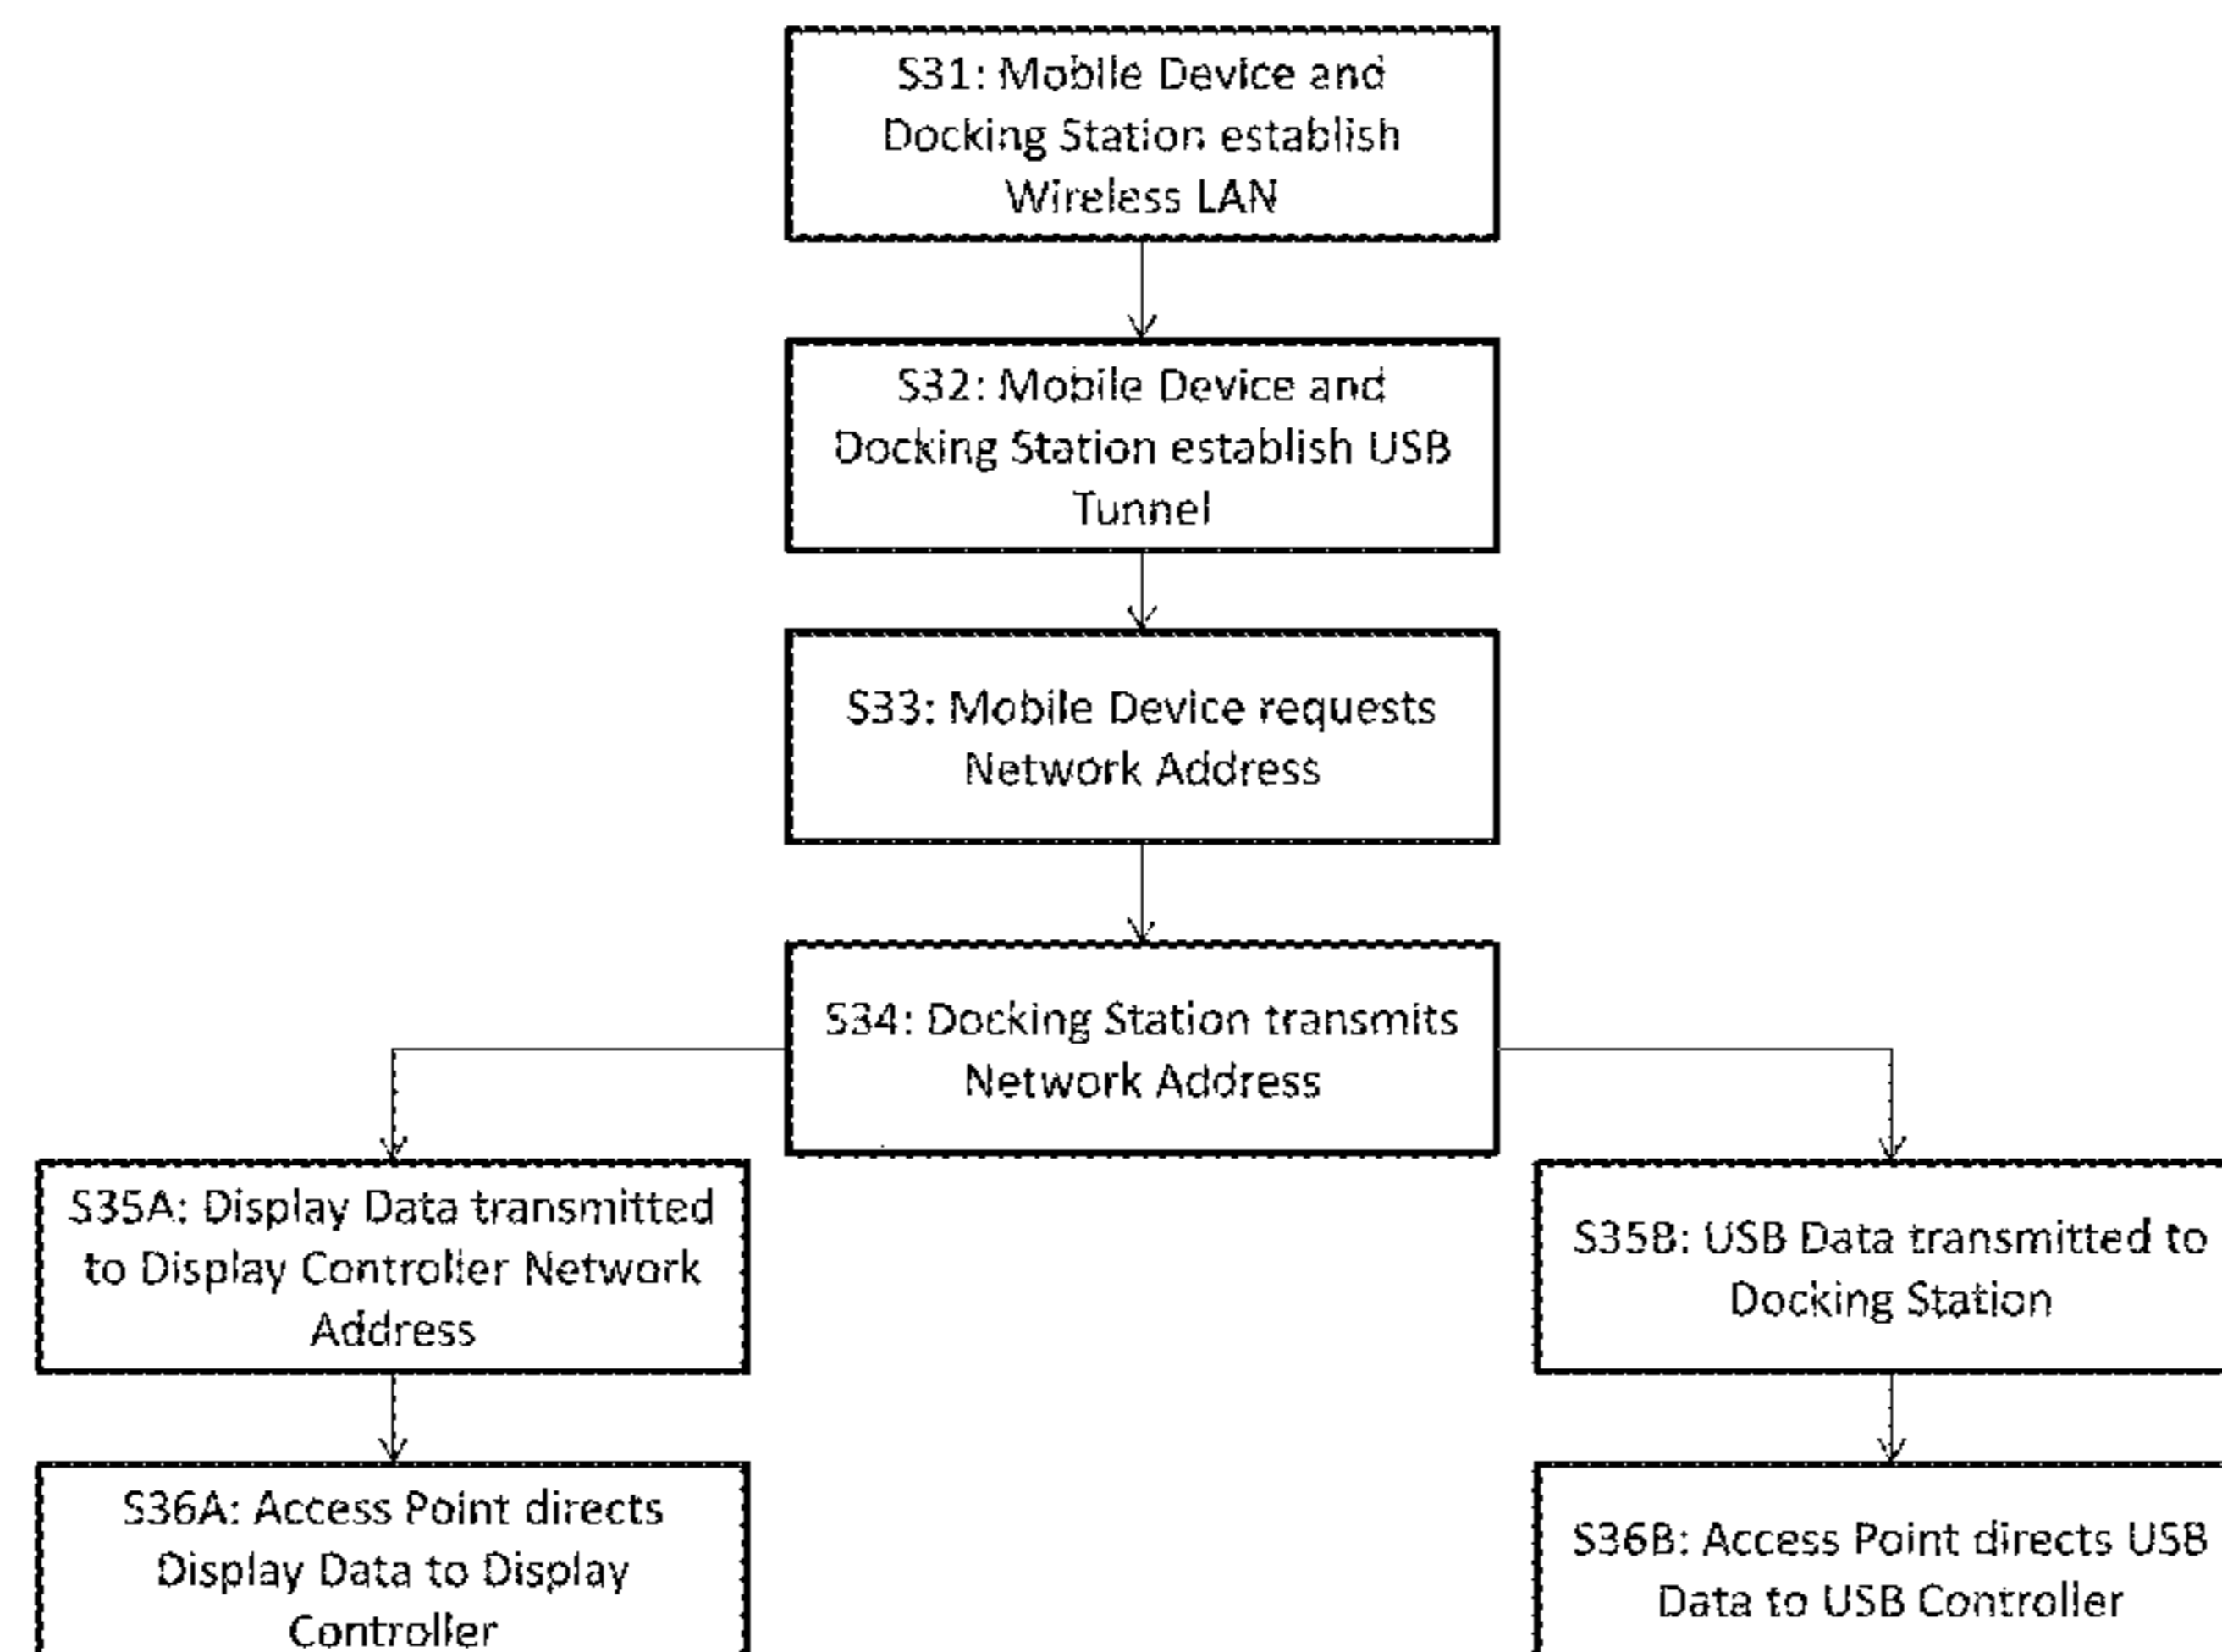 S31: Mobile Device and
Docking Station establish
Wireless LAN
S32: Mobile Device and
Docking Station establish USB
Tunnel
S33: Mobile Device requests
Network Address
S34: Docking Station transmits
Network Address
S35A: Display Data transmitted
to Display Controller Network
Address
S35B: USB Data transmitted to
Docking Station
S36A: Access Point directs
Display Data to Display
Controller
S36B: Access Point directs USB
Data to USB Controller